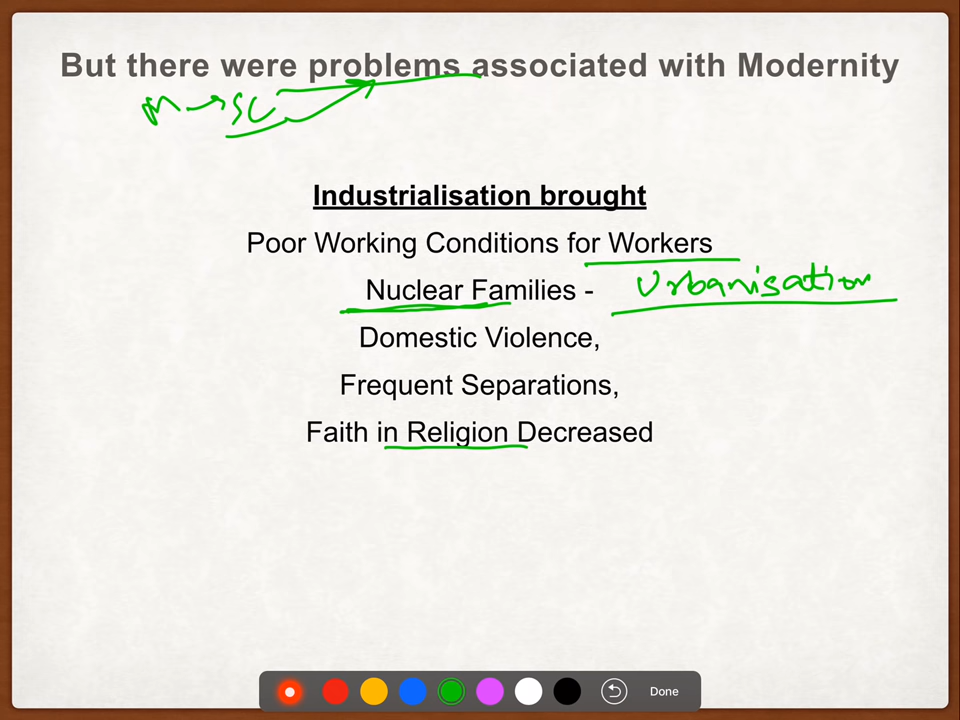 But there were problems associated with Modernity
M → SC
Industrialisation brought
Poor Working Conditions for Workers
Nuclear Families - Urbanisation
Domestic Violence,
Frequent Separations,
Faith in Religion Decreased
Done